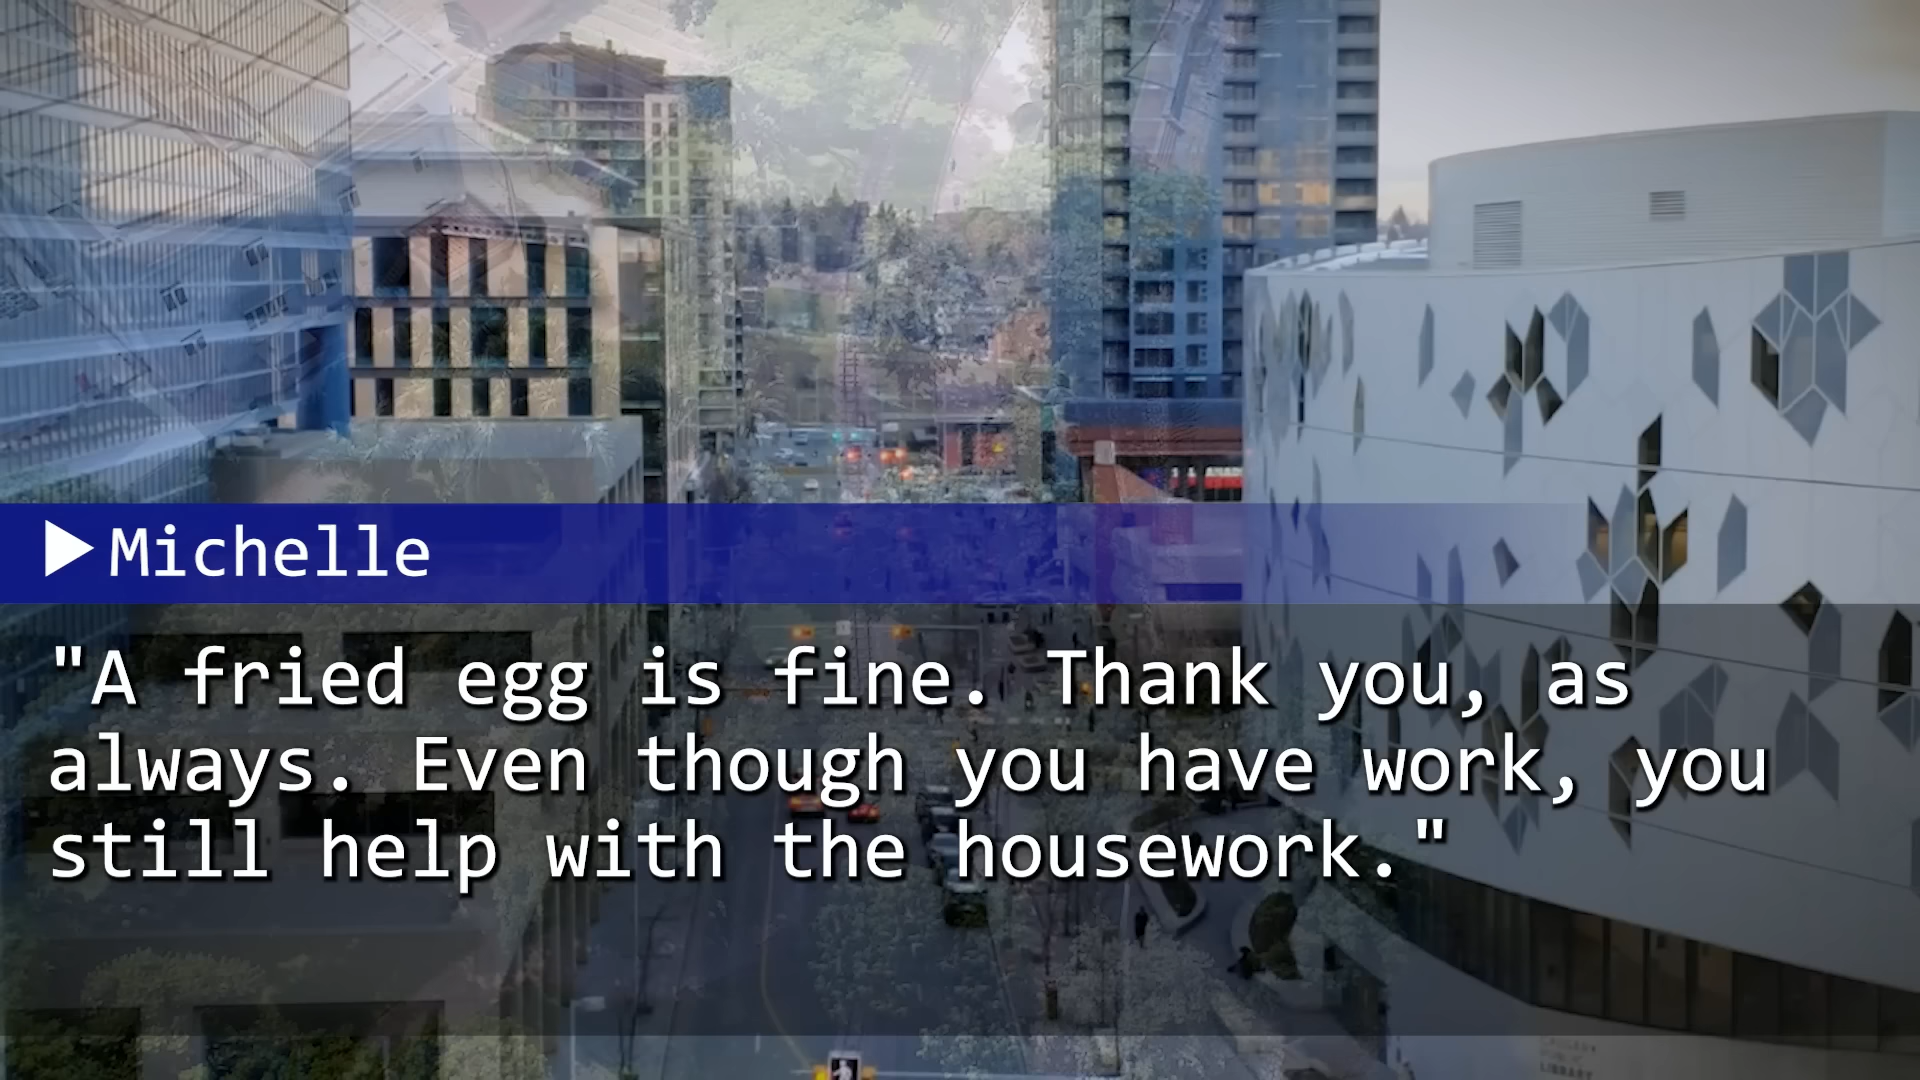 Michelle
"A fried egg is fine. Thank you, as
always. Even though you have work, you
still help with the housework."
LIBRARY